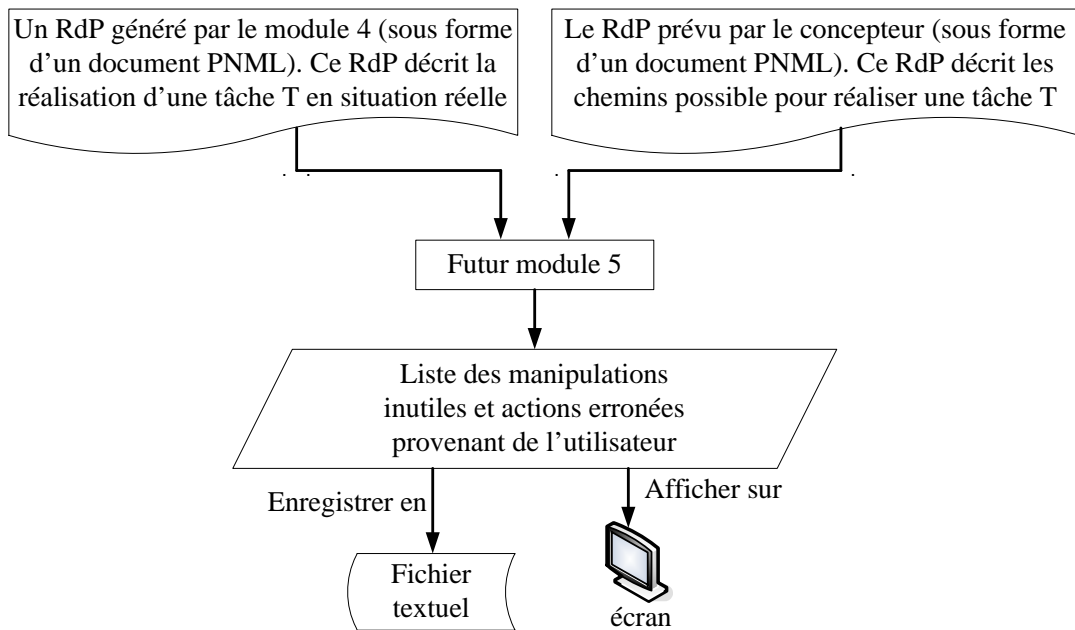 Un RdP généré par le module 4 (sous forme
d’un document PNML). Ce RdP décrit la
réalisation d’une tâche T en situation réelle
Le RdP prévu par le concepteur (sous forme
d’un document PNML). Ce RdP décrit les
chemins possible pour réaliser une tâche T
Futur module 5
Liste des manipulations
inutiles et actions erronées
provenant de l’utilisateur
Enregistrer en
Afficher sur
Fichier
textuel
écran